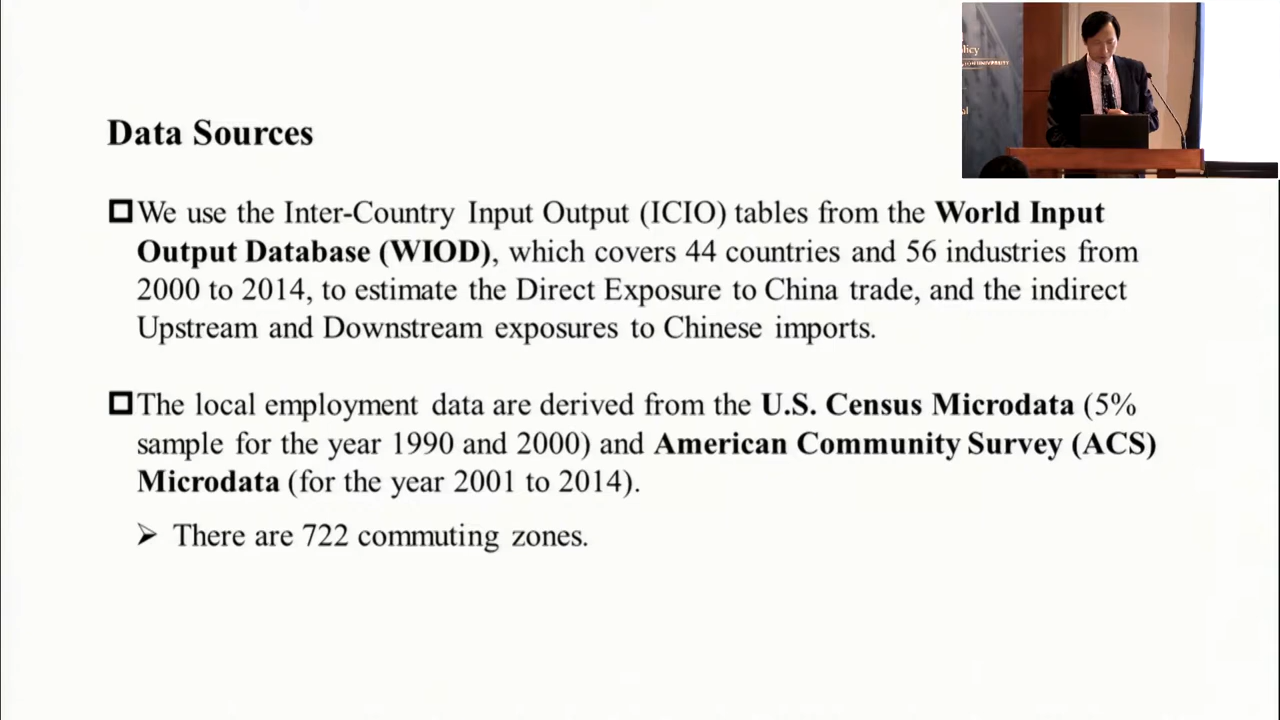 licy
UNIVERSITY
al
Data Sources
We use the Inter-Country Input Output (ICIO) tables from the World Input
Output Database (WIOD), which covers 44 countries and 56 industries from
2000 to 2014, to estimate the Direct Exposure to China trade, and the indirect
Upstream and Downstream exposures to Chinese imports.
The local employment data are derived from the U.S. Census Microdata (5%
sample for the year 1990 and 2000) and American Community Survey (ACS)
Microdata (for the year 2001 to 2014).
➢ There are 722 commuting zones.